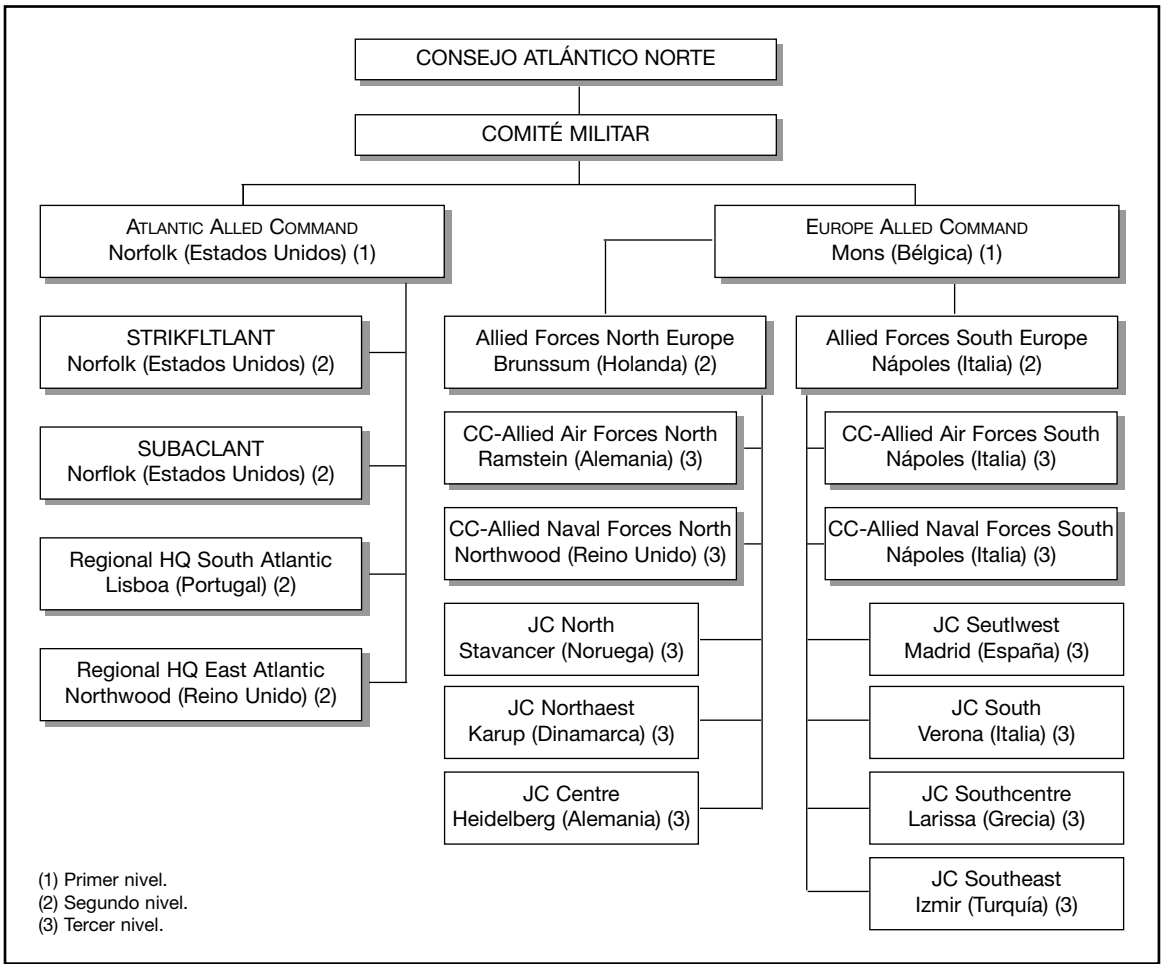 CONSEJO ATLÁNTICO NORTE
COMITÉ MILITAR
ATLANTIC ALLED COMMAND
Norfolk (Estados Unidos) (1)
EUROPE ALLED COMMAND
Mons (Bélgica) (1)
STRIKFLTLANT
Norfolk (Estados Unidos) (2)
SUBACLANT
Norflok (Estados Unidos) (2)
Regional HQ South Atlantic
Lisboa (Portugal) (2)
Regional HQ East Atlantic
Northwood (Reino Unido) (2)
Allied Forces North Europe
Brunssum (Holanda) (2)
CC-Allied Air Forces North
Ramstein (Alemania) (3)
CC-Allied Naval Forces North
Northwood (Reino Unido) (3)
JC North
Stavancer (Noruega) (3)
JC Northaest
Karup (Dinamarca) (3)
JC Centre
Heidelberg (Alemania) (3)
Allied Forces South Europe
Nápoles (Italia) (2)
CC-Allied Air Forces South
Nápoles (Italia) (3)
CC-Allied Naval Forces South
Nápoles (Italia) (3)
JC Seutlwest
Madrid (España) (3)
JC South
Verona (Italia) (3)
JC Southcentre
Larissa (Grecia) (3)
JC Southeast
Izmir (Turquía) (3)
(1) Primer nivel.
(2) Segundo nivel.
(3) Tercer nivel.